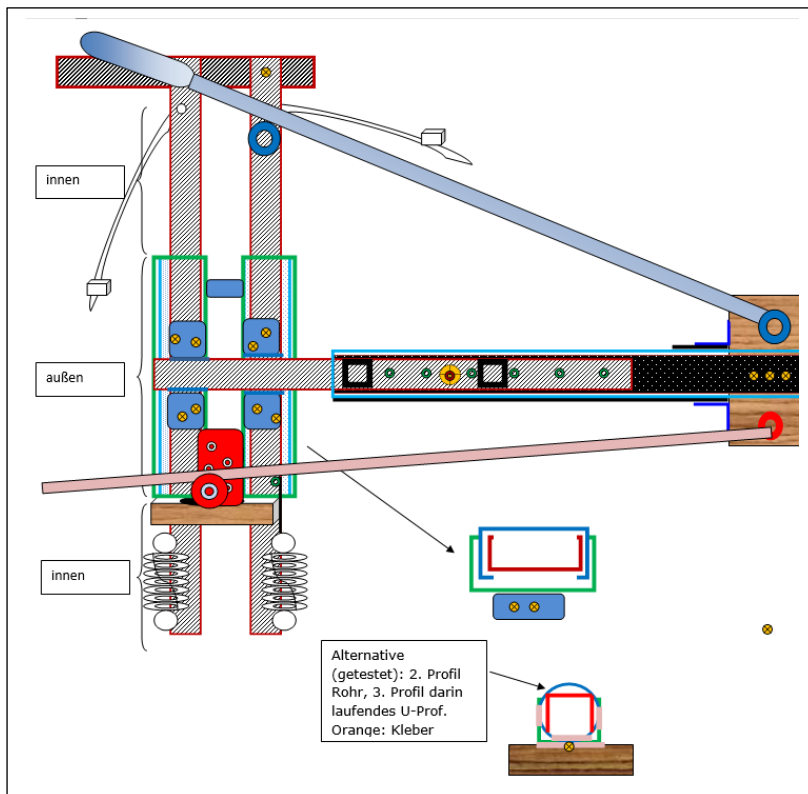 innen
außen
innen
Alternative
(getestet): 2. Profil
Rohr, 3. Profil darin
laufendes U-Prof.
Orange: Kleber